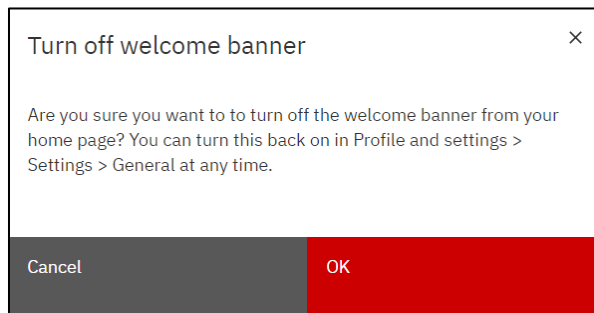 Turn off welcome banner
Are you sure you want to to turn off the welcome banner from your
home page? You can turn this back on in Profile and settings >
Settings > General at any time.
Cancel
OK